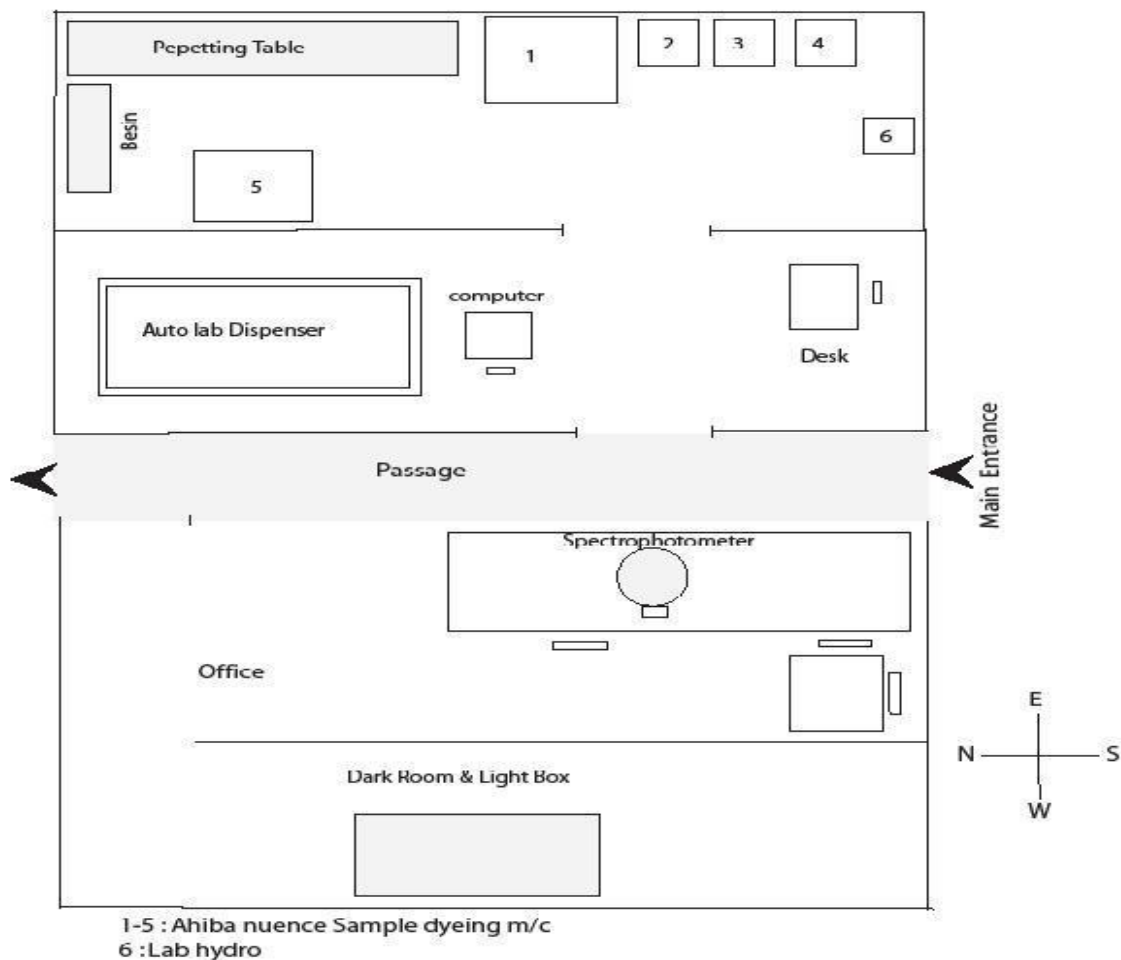 Pepetting Table
1
2
3
4
Besin
6
5
computer
Auto lab Dispenser
Desk
Main Entrance
Passage
Spectrophotometer
Office
E
N
S
W
Dark Room & Light Box
1-5 : Ahiba nuence Sample dyeing m/c
6 :Lab hydro